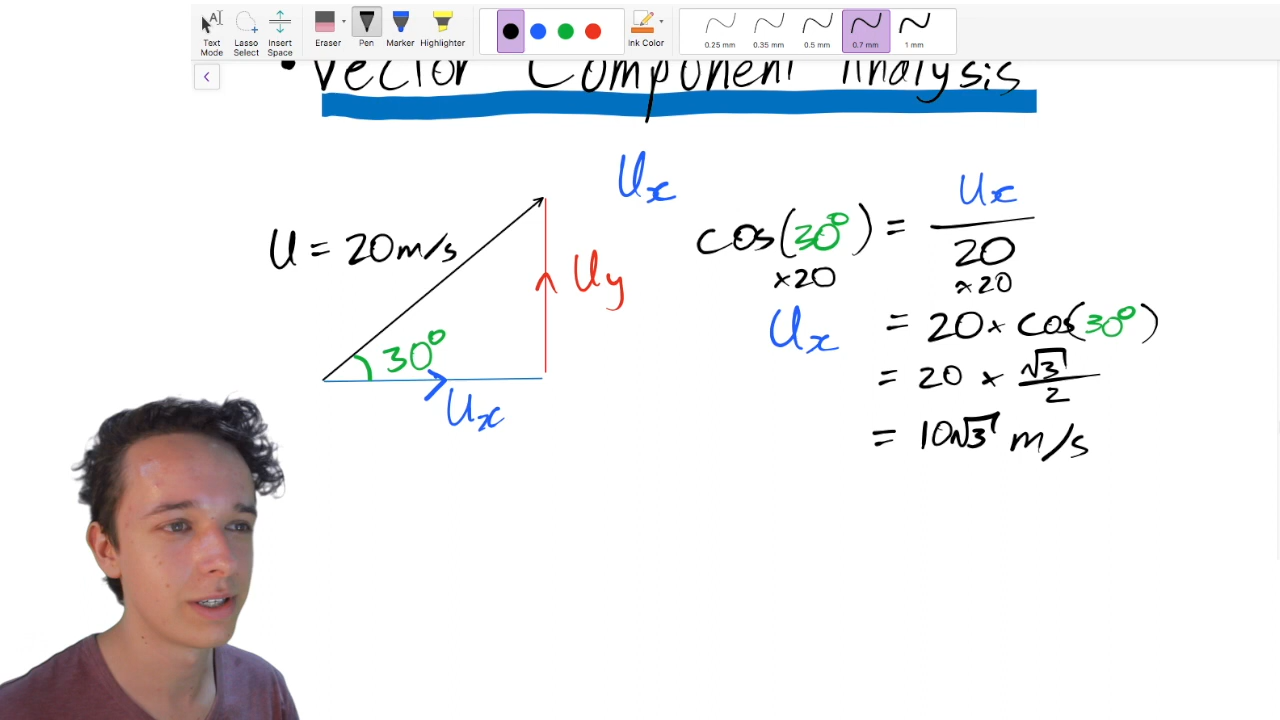 Text Mode
Lasso Select
Insert Space
Eraser
Pen
Marker
Highlighter
Ink Color
0.25 mm
0.35 mm
0.5 mm
0.7 mm
1 mm
• Vector Component Analysis
U = 20 m/s
30°
Ux
Uy
Ux
cos(30°) = Ux/20
×20 ×20
Ux = 20 × cos(30°)
= 20 × √3/2
= 10√3 m/s